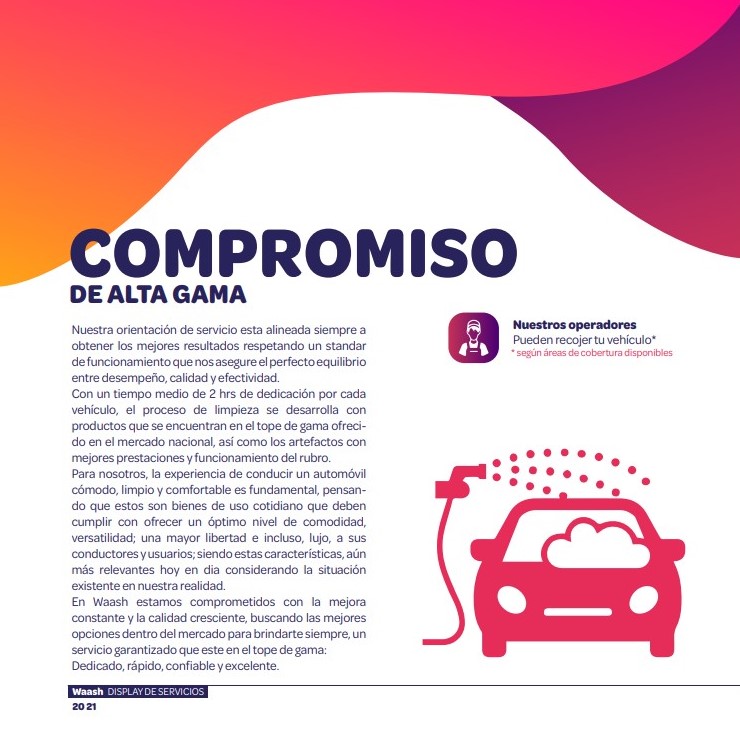 COMPROMISO
DE ALTA GAMA
Nuestra orientación de servicio esta alineada siempre a
obtener los mejores resultados respetando un standar
de funcionamiento que nos asegure el perfecto equilibrio
entre desempeño, calidad y efectividad.
Con un tiempo medio de 2 hrs de dedicación por cada
vehículo, el proceso de limpieza se desarrolla con
productos que se encuentran en el tope de gama ofreci-
do en el mercado nacional, así como los artefactos con
mejores prestaciones y funcionamiento del rubro.
Para nosotros, la experiencia de conducir un automóvil
cómodo, limpio y comfortable es fundamental, pensan-
do que estos son bienes de uso cotidiano que deben
cumplir con ofrecer un óptimo nivel de comodidad,
versatilidad; una mayor libertad e incluso, lujo, a sus
conductores y usuarios; siendo estas características, aún
más relevantes hoy en dia considerando la situación
existente en nuestra realidad.
En Waash estamos comprometidos con la mejora
constante y la calidad cresciente, buscando las mejores
opciones dentro del mercado para brindarte siempre, un
servicio garantizado que este en el tope de gama:
Dedicado, rápido, confiable y excelente.
Nuestros operadores
Pueden recojer tu vehículo*
* según áreas de cobertura disponibles
Waash DISPLAY DE SERVICIOS
20 21